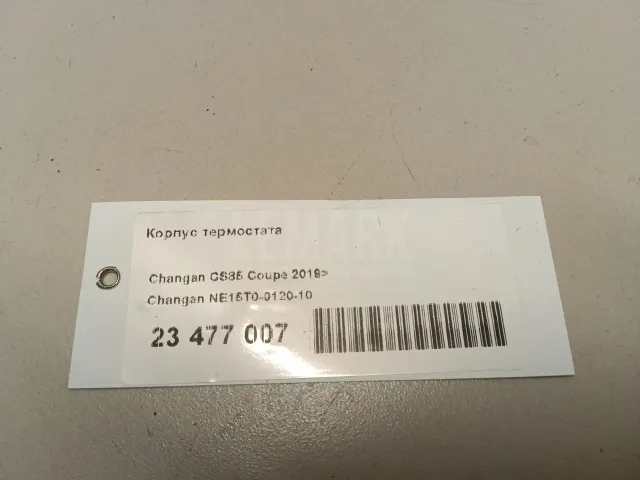 Корпус термостата
Changan CS35 Coupe 2019>
Changan NE15T0-0120-10
23 477 007